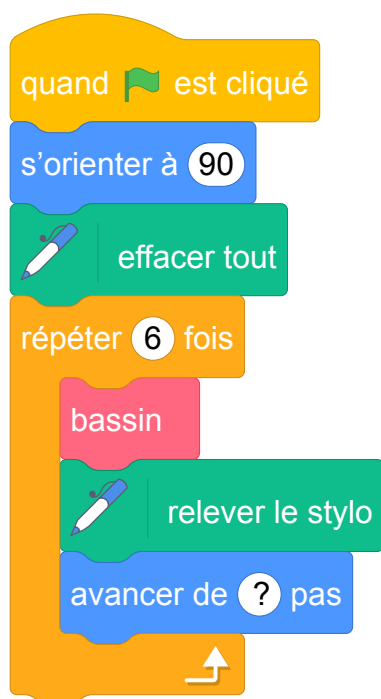 quand est cliqué
s’orienter à 90
effacer tout
répéter 6 fois
bassin
relever le stylo
avancer de ? pas